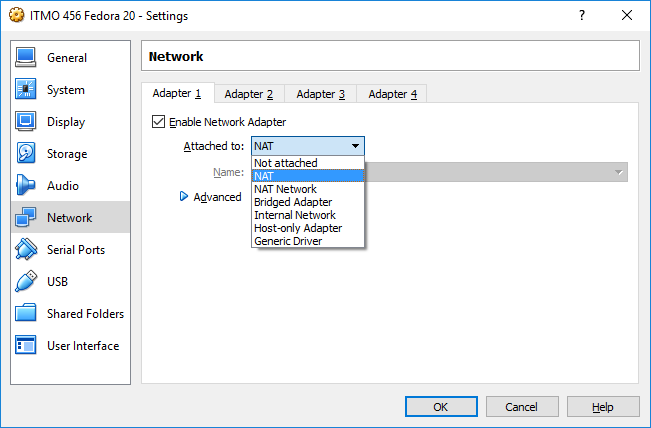 ITMO 456 Fedora 20 - Settings
?
General
System
Display
Storage
Audio
Network
Serial Ports
USB
Shared Folders
User Interface
Network
Adapter 1 Adapter 2 Adapter 3 Adapter 4
Enable Network Adapter
Attached to: NAT
Not attached
Name:
NAT
NAT Network
Advanced
Bridged Adapter
Internal Network
Host-only Adapter
Generic Driver
OK Cancel Help